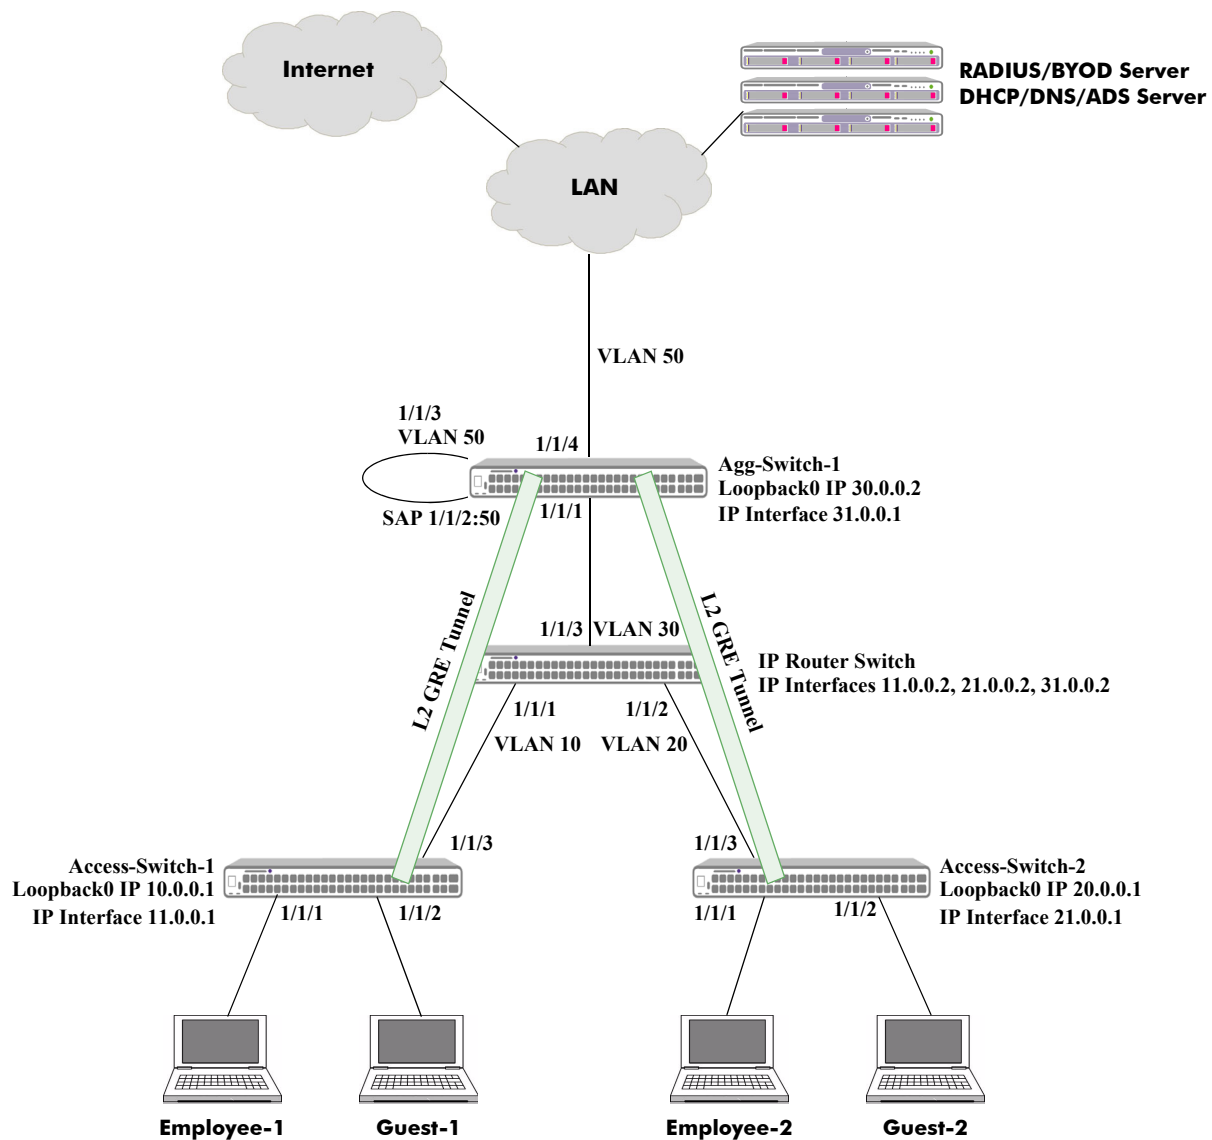 Internet
RADIUS/BYOD Server
DHCP/DNS/ADS Server
LAN
VLAN 50
1/1/3
VLAN 50
1/1/4
SAP 1/1/2:50
1/1/1
Agg-Switch-1
Loopback0 IP 30.0.0.2
IP Interface 31.0.0.1
L2 GRE Tunnel
L2 GRE Tunnel
1/1/3
VLAN 30
IP Router Switch
IP Interfaces 11.0.0.2, 21.0.0.2, 31.0.0.2
1/1/1
1/1/2
VLAN 10
VLAN 20
1/1/3
1/1/3
Access-Switch-1
Loopback0 IP 10.0.0.1
IP Interface 11.0.0.1
1/1/1
1/1/2
1/1/1
1/1/2
Access-Switch-2
Loopback0 IP 20.0.0.1
IP Interface 21.0.0.1
Employee-1
Guest-1
Employee-2
Guest-2